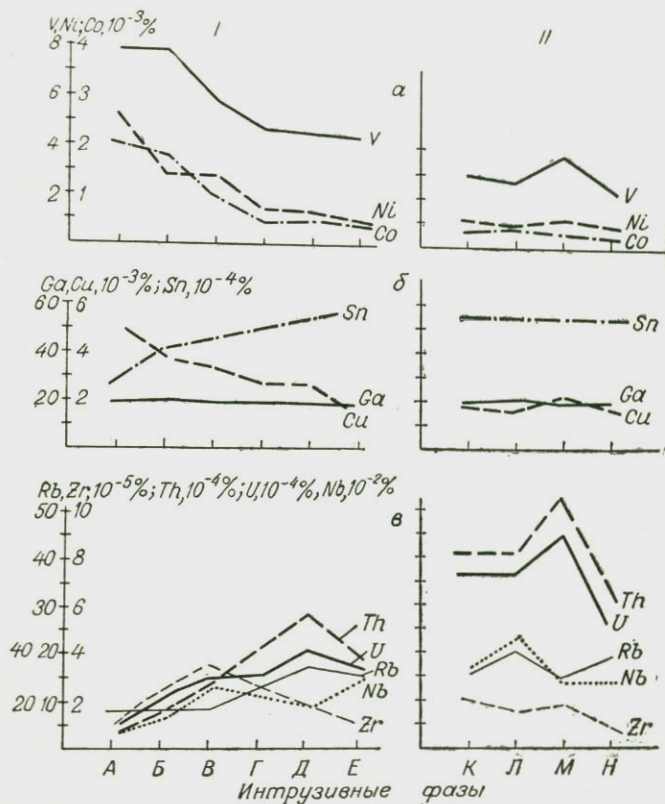 V,Ni;Co,10⁻³% I II
8 4
6 3
4 2
2 1
а
V
Ni
Co
V
Ni
Co
Ga,Cu,10⁻³%; Sn,10⁻⁴%
60 6
40 4
20 2
б
Sn
Ga
Cu
Sn
Ga
Cu
Rb,Zr,10⁻⁵%; Th,10⁻⁴%; U,10⁻⁴%, Nb,10⁻²%
50 10
40 8
30 6
40 20 4
20 10 2
в
Th
U
Rb
Nb
Zr
Th
U
Rb
Nb
Zr
А Б В Г Д Е К Л М Н
Интрузивные фазы